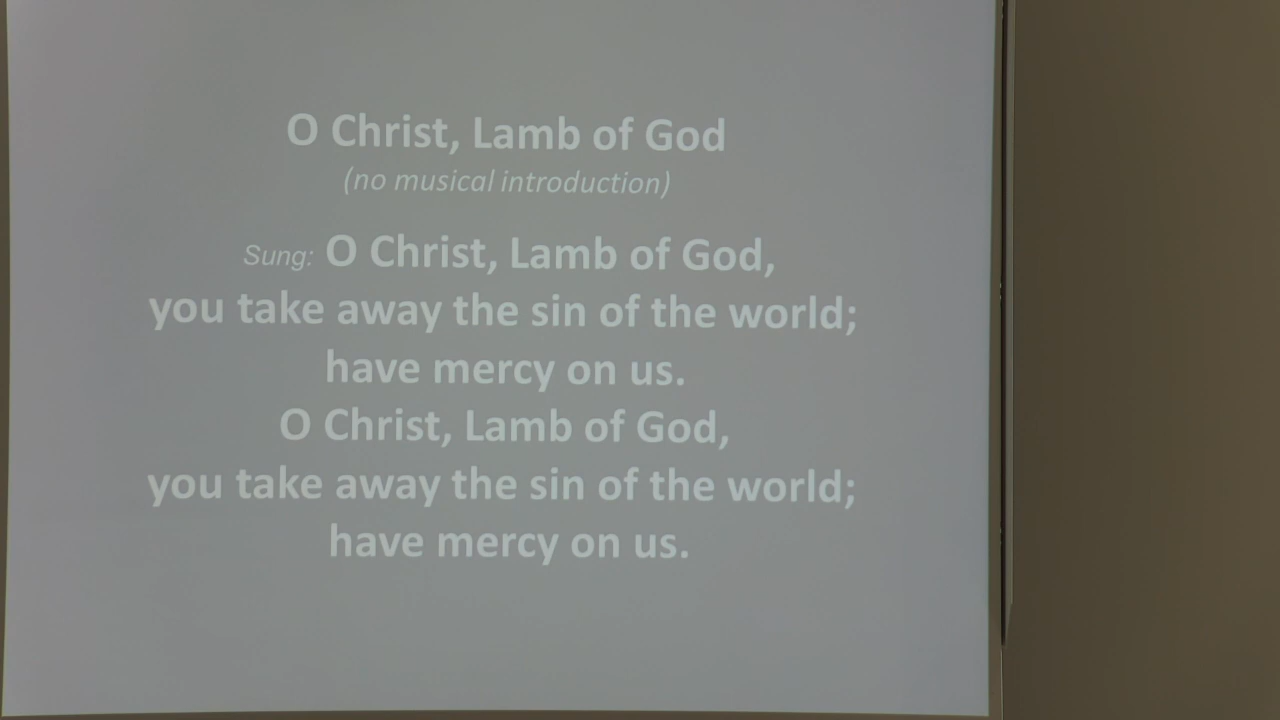 O Christ, Lamb of God
(no musical introduction)
Sung: O Christ, Lamb of God,
you take away the sin of the world;
have mercy on us.
O Christ, Lamb of God,
you take away the sin of the world;
have mercy on us.